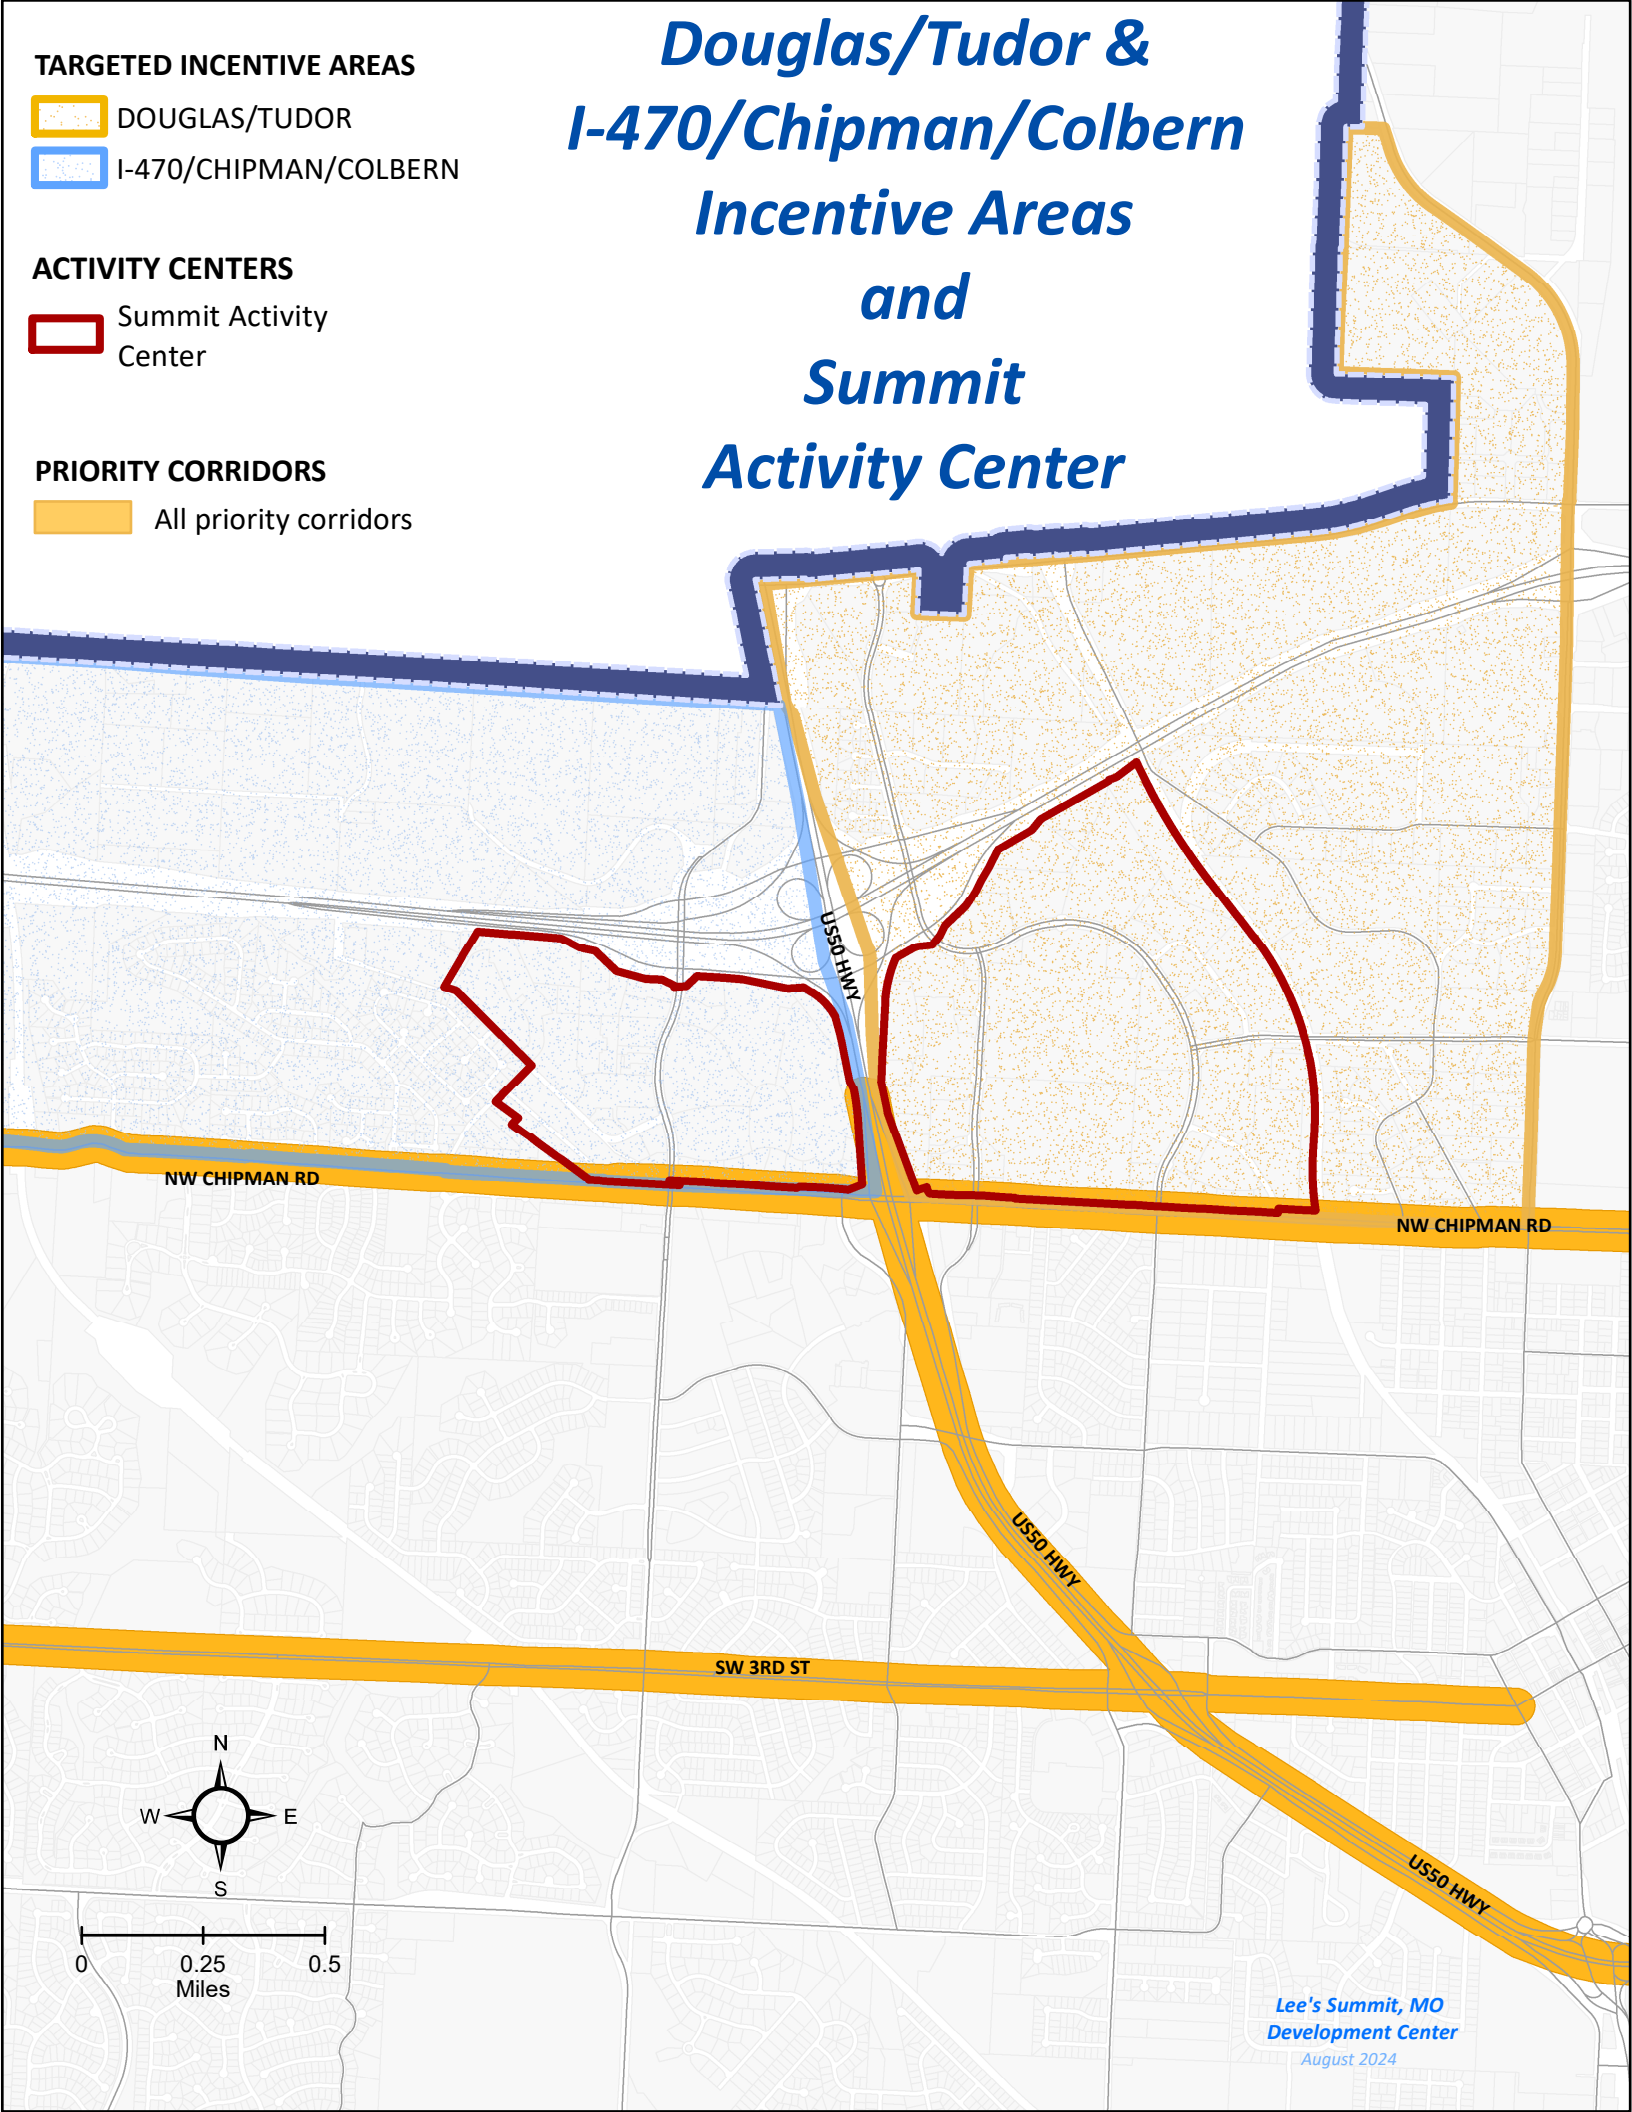 Douglas/Tudor &
I-470/Chipman/Colbern
Incentive Areas
and
Summit
Activity Center
TARGETED INCENTIVE AREAS
DOUGLAS/TUDOR
I-470/CHIPMAN/COLBERN
ACTIVITY CENTERS
Summit Activity
Center
PRIORITY CORRIDORS
All priority corridors
US50 HWY
NW CHIPMAN RD
NW CHIPMAN RD
US50 HWY
SW 3RD ST
US50 HWY
N
W E
S
0 0.25 0.5
Miles
Lee's Summit, MO
Development Center
August 2024